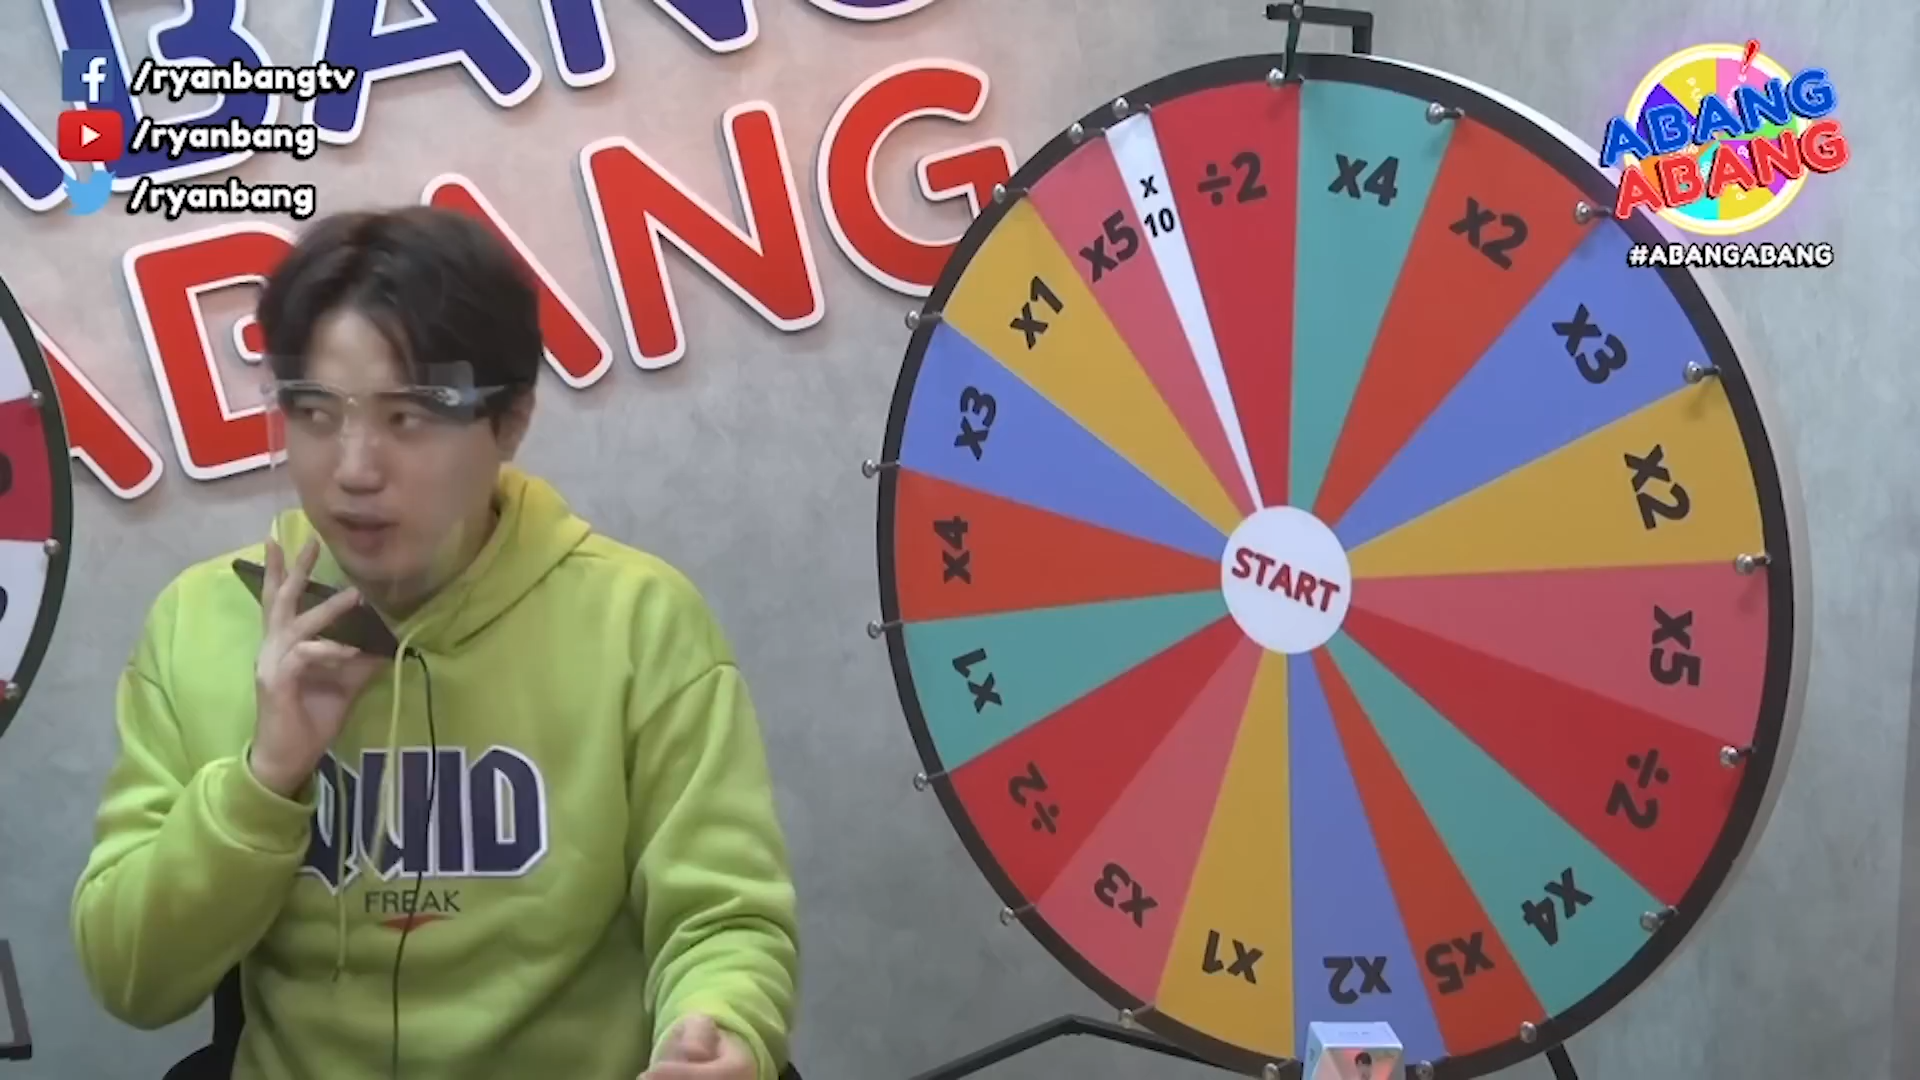 /ryanbangtv
/ryanbang
/ryanbang
ABANG
ABANG
ABANG
ABANG
#ABANGABANG
÷2
x4
x2
x3
x2
x5
÷2
x4
x5
x2
x1
x3
÷2
x1
x4
x3
x1
x5
x
10
START
QUID
FREAK